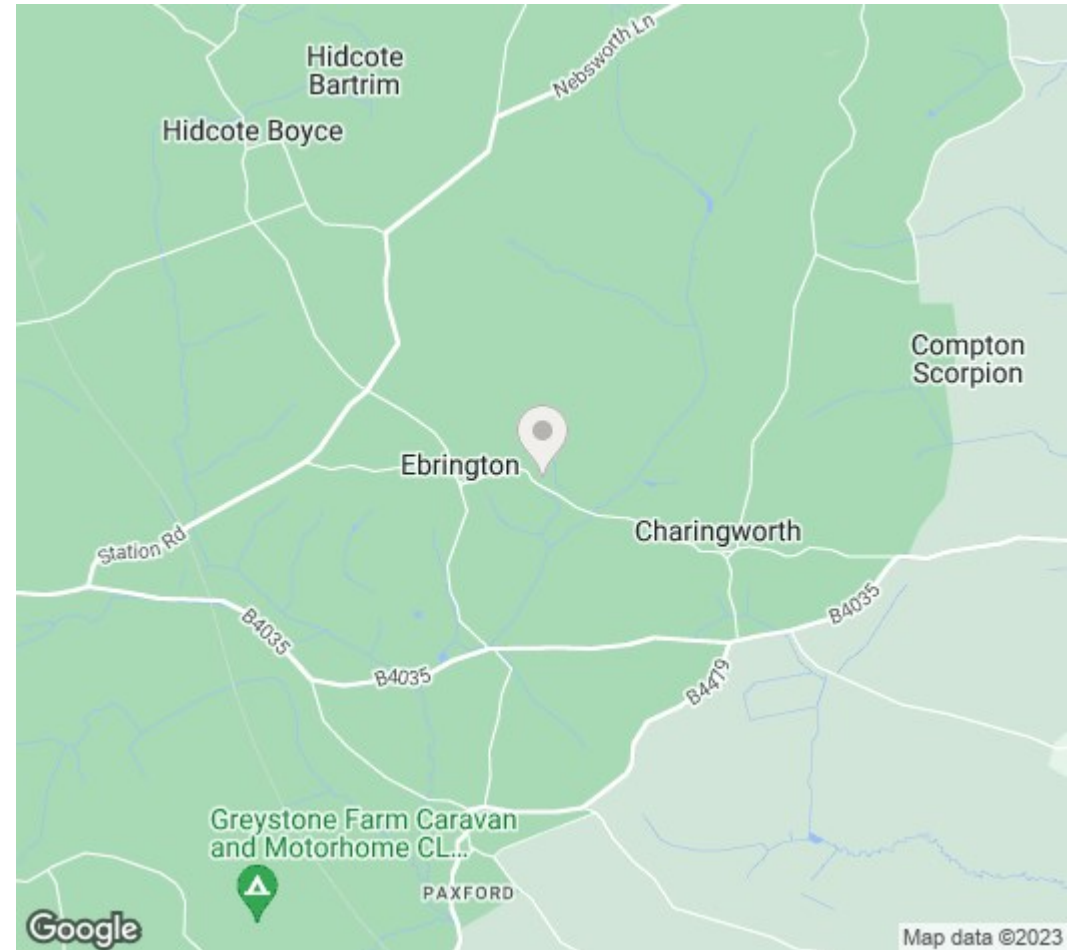 Hidcote
Bartrim
Nebsworth Ln
Hidcote Boyce
Compton
Scorpion
Ebrington
Charingworth
Station Rd
B4035
B4035
B4035
B4479
Greystone Farm Caravan
and Motorhome CL...
PAXFORD
Google
Map data ©2023